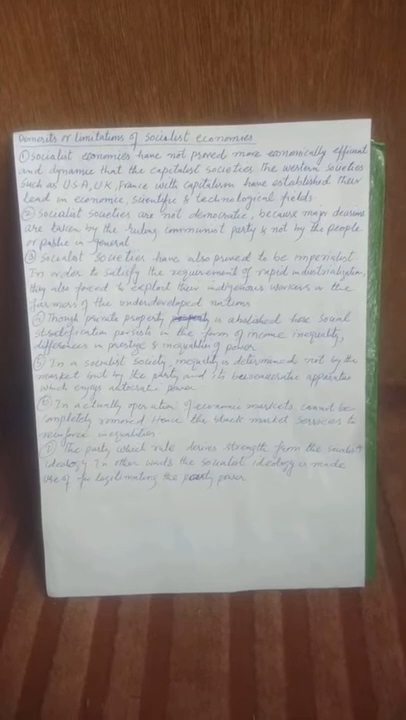 Demerits or limitations of Socialist economies
① Socialist economies have not proved more economically efficient
and dynamic that the capitalist societies the western societies
Such as U.S.A, U.K, France with capitalism have established their
lead in economic, scientific & technological fields
② Socialist societies are not democratic, because major decisions
are taken by the ruling communist party & not by the people
or public in general
③ Socialist societies have also proved to be imperialist
In order to satisfy the requirement of rapid industrialization,
they also forced to exploit their indigenous workers or the
farmers of the underdeveloped nations
④ Though private property is abolished here social
stratification persists in the form of income inequality,
differences in prestige & inequalities of power
⑤ In a socialist society, inequality is determined not by the
market but by the party and its bureaucratic apparatus
which enjoys autocratic power
⑥ In actually operation of economic markets cannot be
completely removed Hence the black market services to
reinforce inequalities
⑦ The party which rule derives strength from the socialist
ideology In other words the socialist ideology is made
use of for legitimating the party power